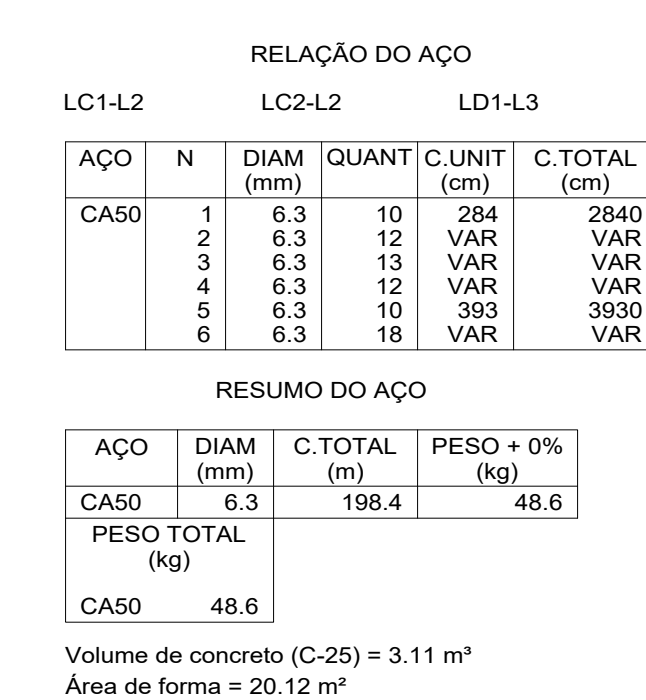 RELAÇÃO DO AÇO
LC1-L2 LC2-L2 LD1-L3
AÇO N DIAM QUANT C.UNIT C.TOTAL
(mm) (cm) (cm)
CA50 1 6.3 10 284 2840
2 6.3 12 VAR VAR
3 6.3 13 VAR VAR
4 6.3 12 VAR VAR
5 6.3 10 393 3930
6 6.3 18 VAR VAR
RESUMO DO AÇO
AÇO DIAM C.TOTAL PESO + 0%
(mm) (m) (kg)
CA50 6.3 198.4 48.6
PESO TOTAL
(kg)
CA50 48.6
Volume de concreto (C-25) = 3.11 m³
Área de forma = 20.12 m²